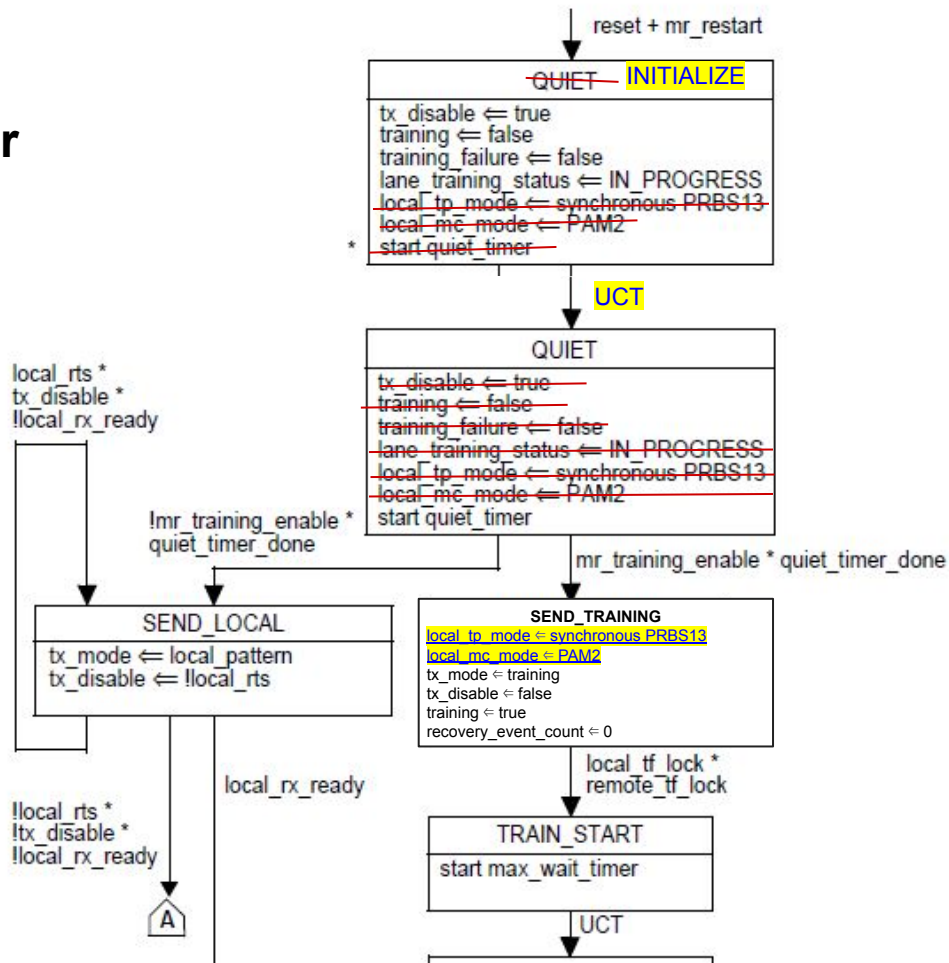 reset + mr_restart
r
QUIET INITIALIZE
tx_disable ⇐ true
training ⇐ false
training_failure ⇐ false
lane_training_status ⇐ IN_PROGRESS
local_tp_mode ⇐ synchronous PRBS13
local_mc_mode ⇐ PAM2
* start quiet_timer
UCT
QUIET
tx_disable ⇐ true
training ⇐ false
training_failure ⇐ false
lane_training_status ⇐ IN_PROGRESS
local_tp_mode ⇐ synchronous PRBS13
local_mc_mode ⇐ PAM2
start quiet_timer
local_rts *
tx_disable *
!local_rx_ready
!mr_training_enable *
quiet_timer_done
mr_training_enable * quiet_timer_done
SEND_LOCAL
tx_mode ⇐ local_pattern
tx_disable ⇐ !local_rts
SEND_TRAINING
local_tp_mode ⇐ synchronous PRBS13
local_mc_mode ⇐ PAM2
tx_mode ⇐ training
tx_disable ⇐ false
training ⇐ true
recovery_event_count ⇐ 0
local_tf_lock *
remote_tf_lock
local_rx_ready
!local_rts *
!tx_disable *
!local_rx_ready
A
TRAIN_START
start max_wait_timer
UCT